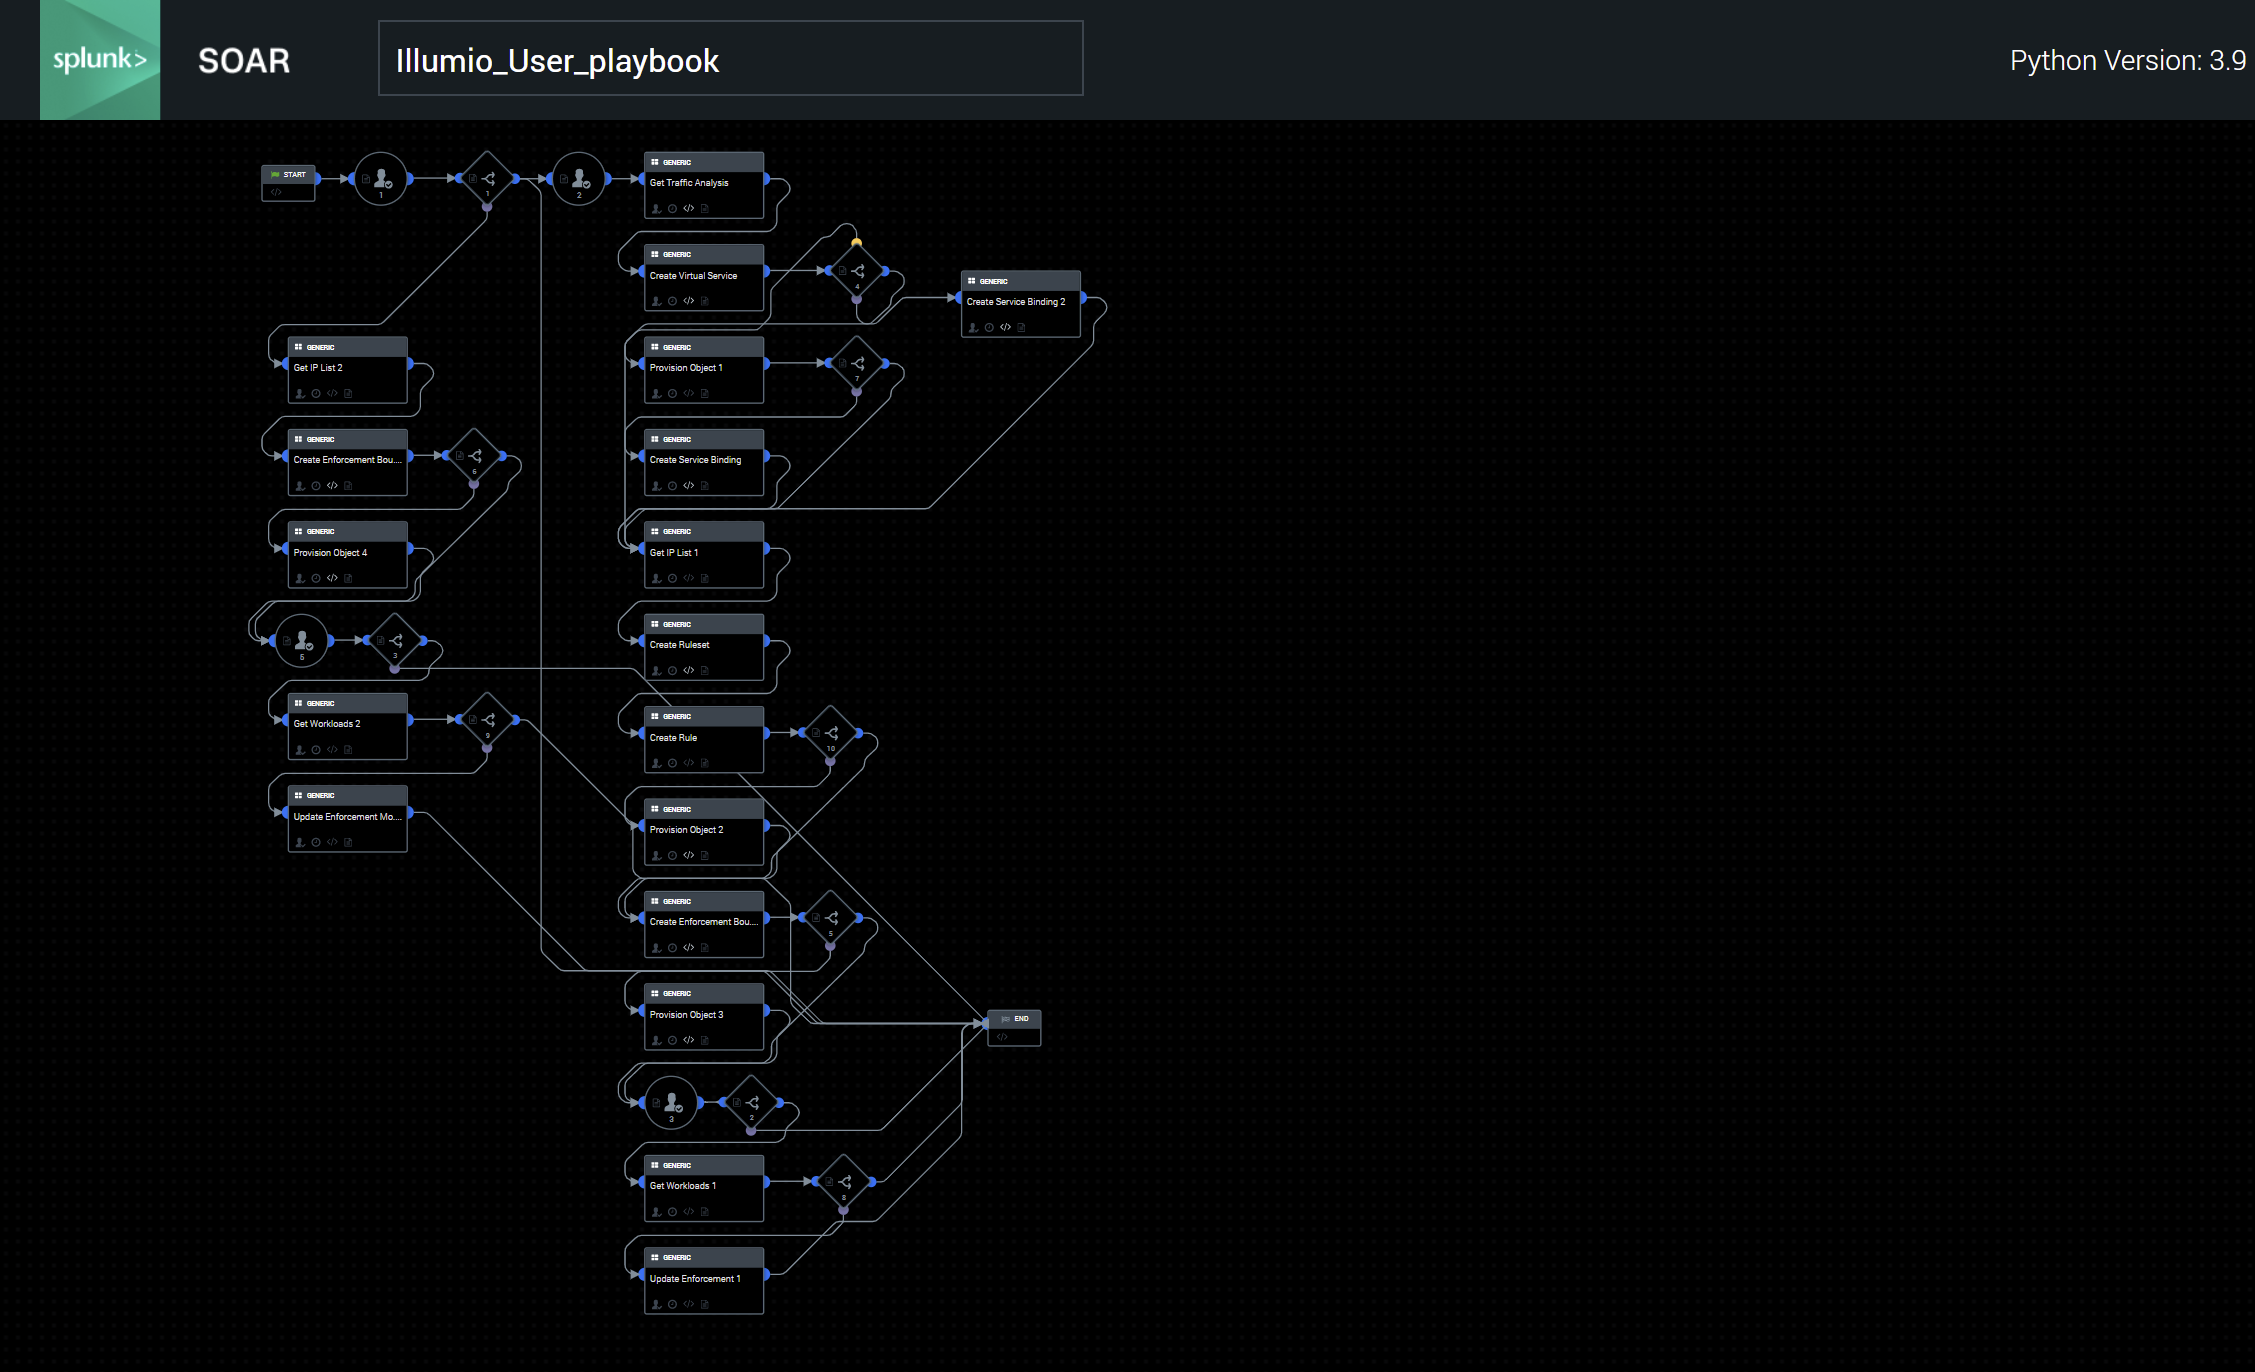 splunk>
SOAR
Illumio_User_playbook
Python Version: 3.9
START
1
1
2
GENERIC
Get Traffic Analysis
GENERIC
Create Virtual Service
4
GENERIC
Create Service Binding 2
GENERIC
Get IP List 2
GENERIC
Provision Object 1
7
GENERIC
Create Enforcement Bou....
6
GENERIC
Create Service Binding
GENERIC
Provision Object 4
GENERIC
Get IP List 1
5
3
GENERIC
Create Ruleset
GENERIC
Get Workloads 2
9
GENERIC
Create Rule
10
GENERIC
Update Enforcement Mo....
GENERIC
Provision Object 2
GENERIC
Create Enforcement Bou....
5
GENERIC
Provision Object 3
END
3
2
GENERIC
Get Workloads 1
8
GENERIC
Update Enforcement 1